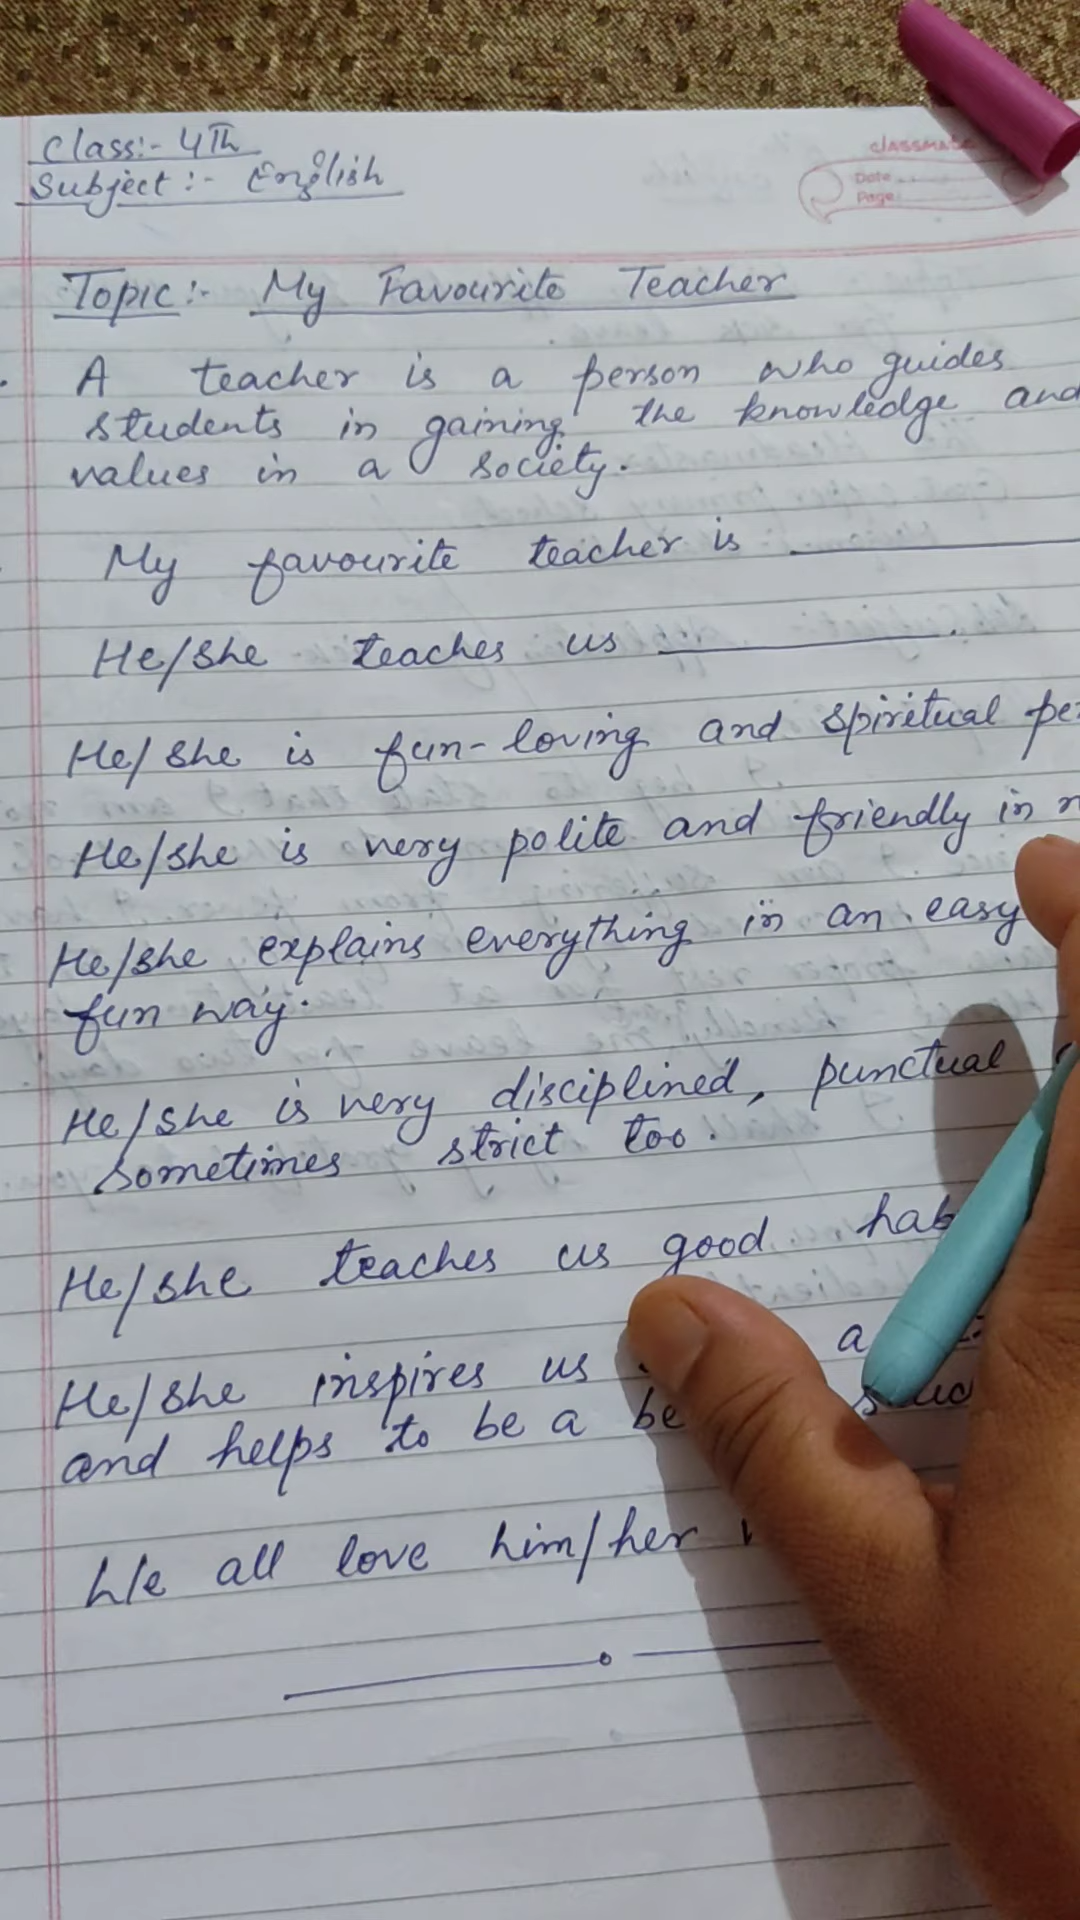 Class:- 4Th
Subject:- English
CLASSMATE
Date
Page
Topic:- My Favourite Teacher
A teacher is a person who guides
students in gaining the knowledge and
values in a society.
My favourite teacher is
He/She teaches us .
He/She is fun-loving and spiritual
He/she is very polite and friendly in
He/she explains everything in an easy
fun way.
He/she is very disciplined, punctual
sometimes strict too.
He/she teaches us good
He/she inspires us
and helps to be a
We all love him/her